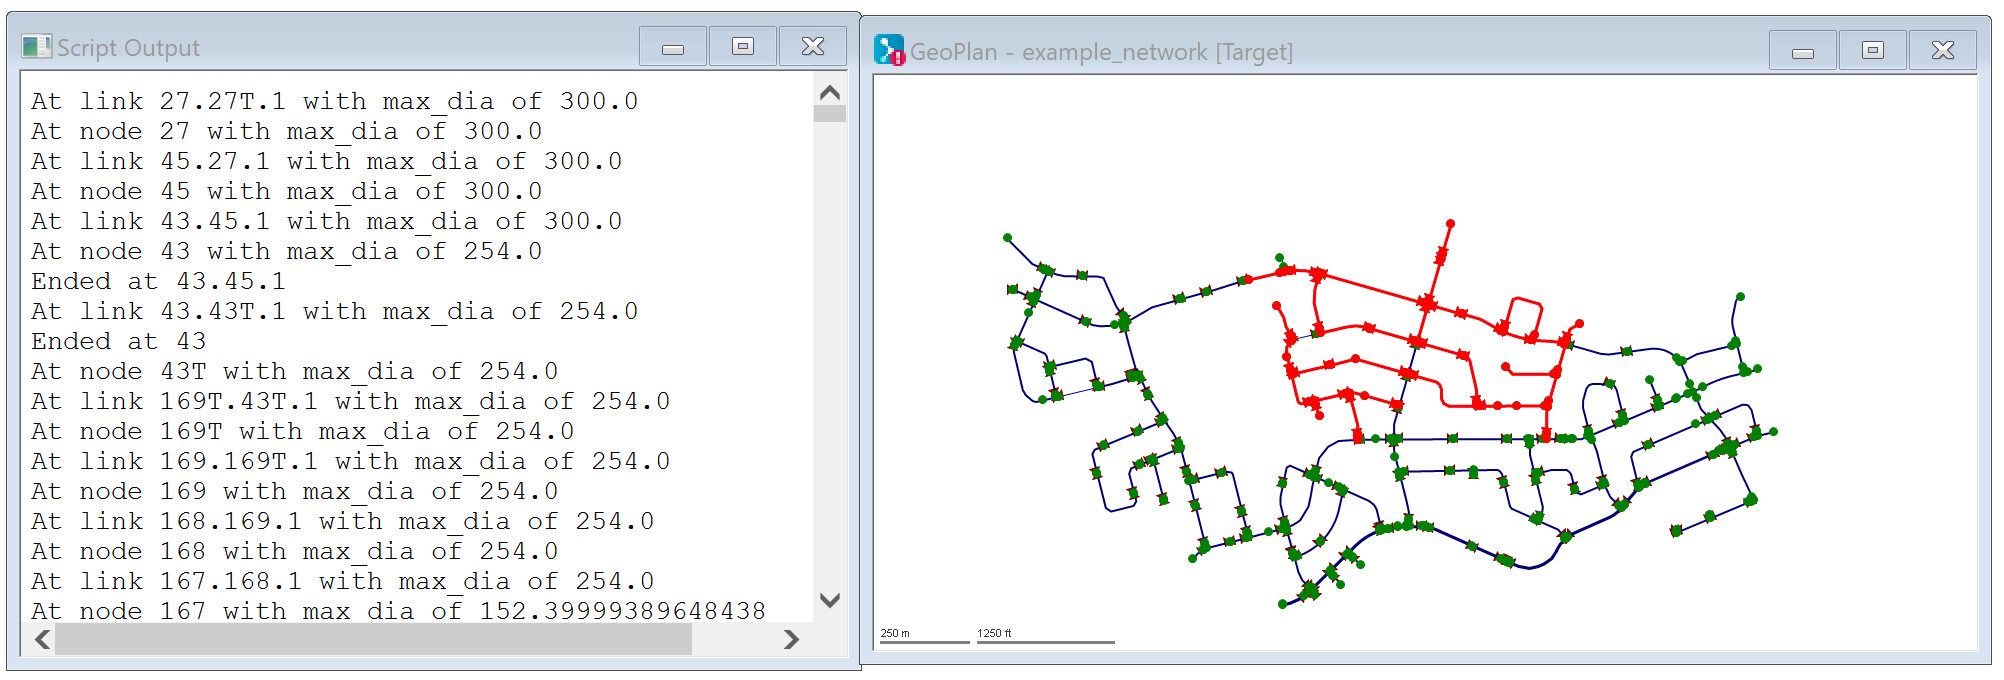 Script Output
At link 27.27T.1 with max_dia of 300.0
At node 27 with max_dia of 300.0
At link 45.27.1 with max_dia of 300.0
At node 45 with max_dia of 300.0
At link 43.45.1 with max_dia of 300.0
At node 43 with max_dia of 254.0
Ended at 43.45.1
At link 43.43T.1 with max_dia of 254.0
Ended at 43
At node 43T with max_dia of 254.0
At link 169T.43T.1 with max_dia of 254.0
At node 169T with max_dia of 254.0
At link 169.169T.1 with max_dia of 254.0
At node 169 with max_dia of 254.0
At link 168.169.1 with max_dia of 254.0
At node 168 with max_dia of 254.0
At link 167.168.1 with max_dia of 254.0
At node 167 with max dia of 152.39999389648438
GeoPlan - example_network [Target]
250 m
1250 ft